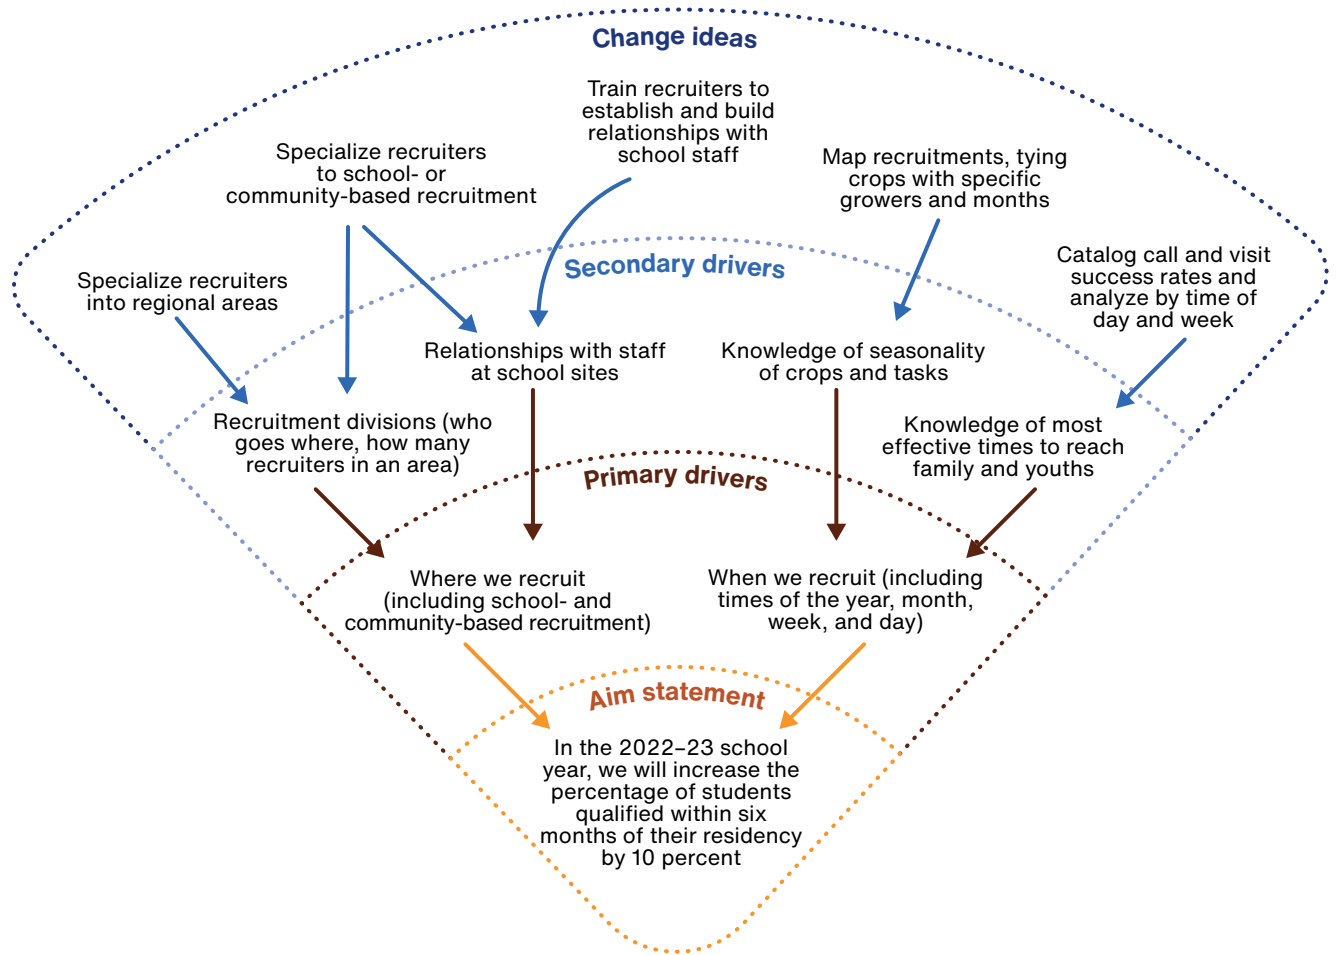 Change ideas
Train recruiters to
establish and build
relationships with
school staff
Specialize recruiters
to school- or
community-based recruitment
Map recruitments, tying
crops with specific
growers and months
Specialize recruiters
into regional areas
Catalog call and visit
success rates and
analyze by time of
day and week
Secondary drivers
Relationships with staff
at school sites
Knowledge of seasonality
of crops and tasks
Recruitment divisions (who
goes where, how many
recruiters in an area)
Knowledge of most
effective times to reach
family and youths
Primary drivers
Where we recruit
(including school- and
community-based recruitment)
When we recruit (including
times of the year, month,
week, and day)
Aim statement
In the 2022–23 school
year, we will increase the
percentage of students
qualified within six
months of their residency
by 10 percent